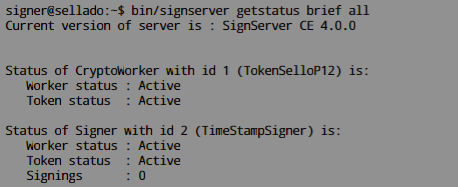 signer@sellado:~$ bin/signserver getstatus brief all
Current version of server is : SignServer CE 4.0.0
Status of CryptoWorker with id 1 (TokenSelloP12) is:
Worker status : Active
Token status  : Active
Status of Signer with id 2 (TimeStampSigner) is:
Worker status : Active
Token status  : Active
Signings      : 0